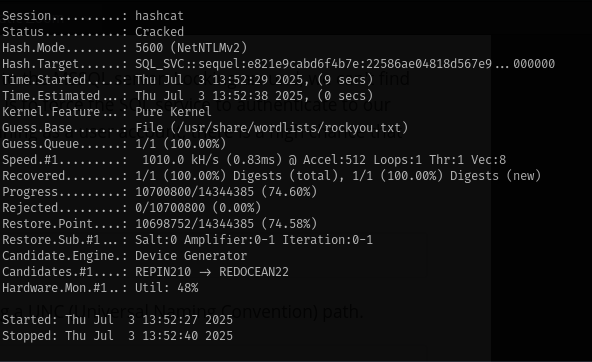 Session..........: hashcat
Status...........: Cracked
Hash.Mode........: 5600 (NetNTLMv2)
Hash.Target......: SQL_SVC::sequel:e821e9cabd6f4b7e:22586ae04818d567e9...000000
Time.Started.....: Thu Jul  3 13:52:29 2025, (9 secs)
Time.Estimated...: Thu Jul  3 13:52:38 2025, (0 secs)
Kernel.Feature...: Pure Kernel
Guess.Base.......: File (/usr/share/wordlists/rockyou.txt)
Guess.Queue......: 1/1 (100.00%)
Speed.#1.........:  1010.0 kH/s (0.83ms) @ Accel:512 Loops:1 Thr:1 Vec:8
Recovered........: 1/1 (100.00%) Digests (total), 1/1 (100.00%) Digests (new)
Progress.........: 10700800/14344385 (74.60%)
Rejected.........: 0/10700800 (0.00%)
Restore.Point....: 10698752/14344385 (74.58%)
Restore.Sub.#1...: Salt:0 Amplifier:0-1 Iteration:0-1
Candidate.Engine.: Device Generator
Candidates.#1....: REPIN210 -> REDOCEAN22
Hardware.Mon.#1..: Util: 48%
a UNC (Universal Naming Convention) path.
Started: Thu Jul  3 13:52:27 2025
Stopped: Thu Jul  3 13:52:40 2025